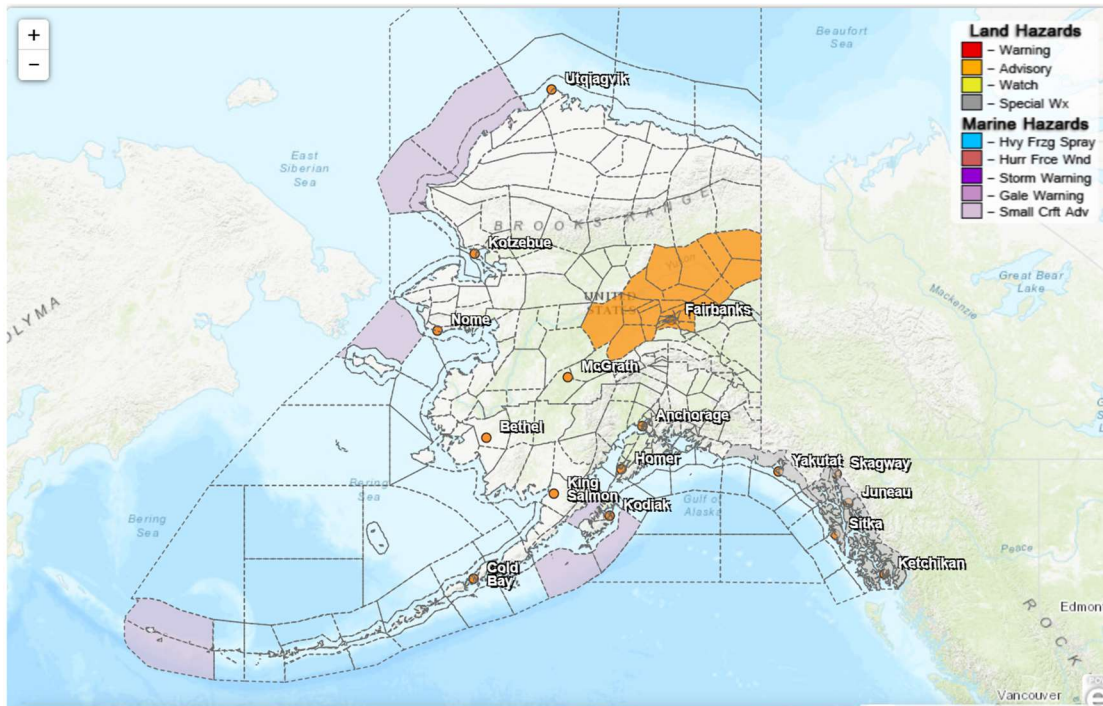 +
−
Beaufort
Sea
Land Hazards
– Warning
– Advisory
– Watch
– Special Wx
Marine Hazards
– Hvy Frzg Spray
– Hurr Frce Wnd
– Storm Warning
– Gale Warning
– Small Crft Adv
Utqiagvik
East
Siberian
Sea
BROOKS RANGE
Kotzebue
Yukon
Great Bear
Lake
Mackenzie
OLYMA
UNITED
STATES
Fairbanks
Nome
McGrath
Anchorage
Bethel
Homer
Yakutat
Skagway
King
Salmon
Kodiak
Juneau
Bering
Sea
Gulf of
Alaska
Bering
Sea
Sitka
Peace
Ketchikan
Cold
Bay
Edmon
ROCK
Vancouver